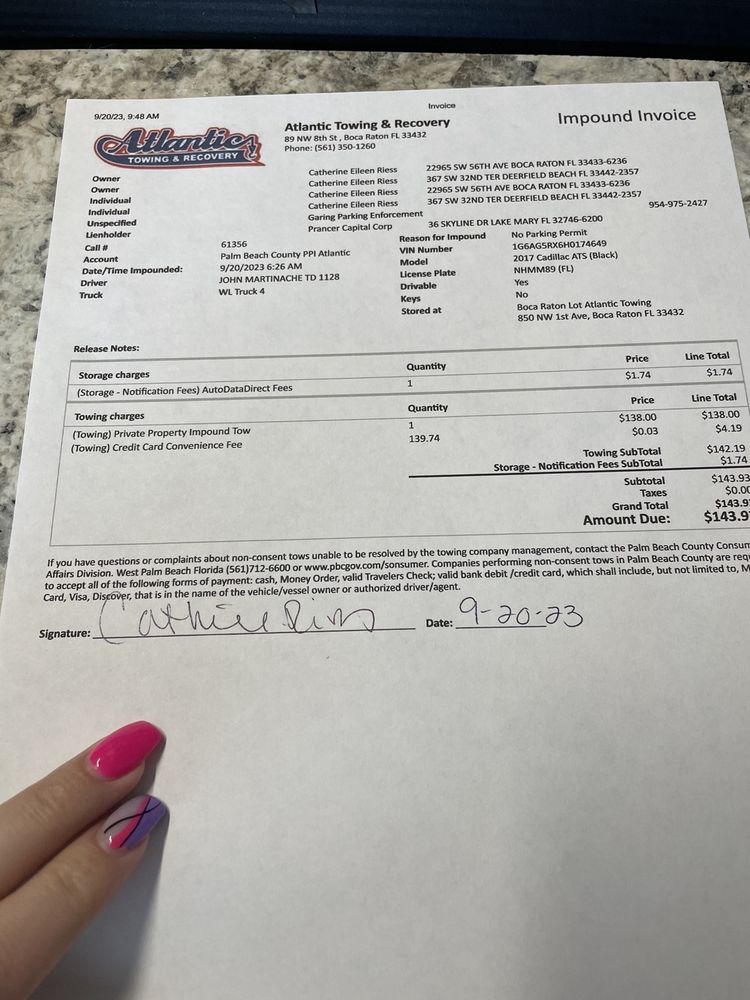 Invoice
9/20/23, 9:48 AM
Impound Invoice
Atlantic
TOWING & RECOVERY
Atlantic Towing & Recovery
89 NW 8th St , Boca Raton FL 33432
Phone: (561) 350-1260
Owner Catherine Eileen Riess 22965 SW 56TH AVE BOCA RATON FL 33433-6236
Owner Catherine Eileen Riess 367 SW 32ND TER DEERFIELD BEACH FL 33442-2357
Individual Catherine Eileen Riess 22965 SW 56TH AVE BOCA RATON FL 33433-6236
Individual Catherine Eileen Riess 367 SW 32ND TER DEERFIELD BEACH FL 33442-2357
Unspecified Garing Parking Enforcement 954-975-2427
Lienholder Prancer Capital Corp 36 SKYLINE DR LAKE MARY FL 32746-6200
Call # 61356 Reason for Impound No Parking Permit
Account Palm Beach County PPI Atlantic VIN Number 1G6AG5RX6H0174649
Date/Time Impounded: 9/20/2023 6:26 AM Model 2017 Cadillac ATS (Black)
Driver JOHN MARTINACHE TD 1128 License Plate NHMM89 (FL)
Truck WL Truck 4 Drivable Yes
Keys No
Stored at Boca Raton Lot Atlantic Towing
850 NW 1st Ave, Boca Raton FL 33432
Release Notes:
Storage charges Quantity Price Line Total
(Storage - Notification Fees) AutoDataDirect Fees 1 $1.74 $1.74
Towing charges Quantity Price Line Total
(Towing) Private Property Impound Tow 1 $138.00 $138.00
(Towing) Credit Card Convenience Fee 139.74 $0.03 $4.19
Towing SubTotal $142.19
Storage - Notification Fees SubTotal $1.74
Subtotal $143.93
Taxes $0.00
Grand Total $143.9
Amount Due: $143.9
If you have questions or complaints about non-consent tows unable to be resolved by the towing company management, contact the Palm Beach County Consum
Affairs Division. West Palm Beach Florida (561)712-6600 or www.pbcgov.com/sonsumer. Companies performing non-consent tows in Palm Beach County are requ
to accept all of the following forms of payment: cash, Money Order, valid Travelers Check; valid bank debit /credit card, which shall include, but not limited to, M
Card, Visa, Discover, that is in the name of the vehicle/vessel owner or authorized driver/agent.
Signature: Catherine Riess Date: 9-20-23